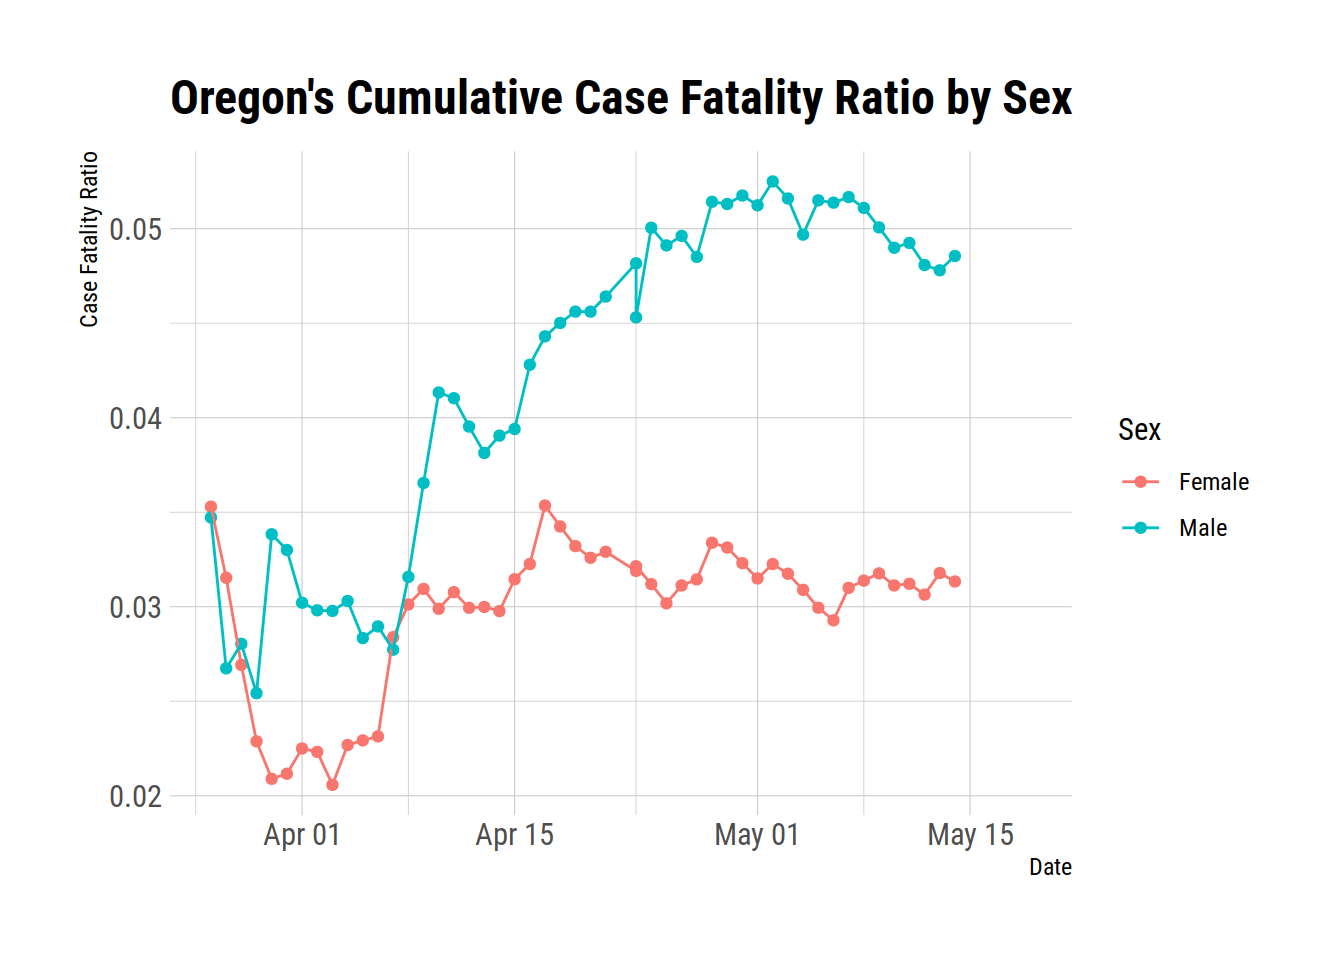 Oregon's Cumulative Case Fatality Ratio by Sex
Case Fatality Ratio
0.05
0.04
0.03
0.02
Apr 01
Apr 15
May 01
May 15
Date
Sex
Female
Male